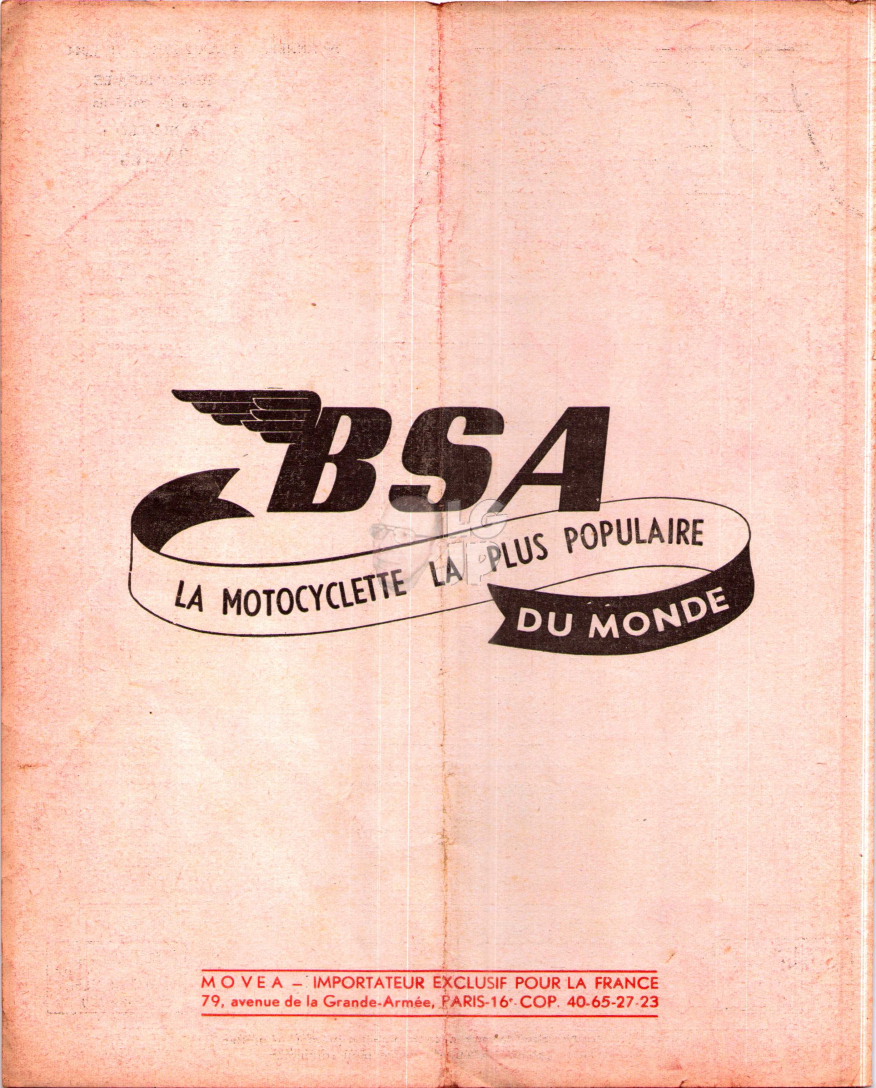 BSA
LA MOTOCYCLETTE LA PLUS POPULAIRE
DU MONDE
LG
MOVEA – IMPORTATEUR EXCLUSIF POUR LA FRANCE
79, avenue de la Grande-Armée, PARIS-16e-COP. 40-65-27-23